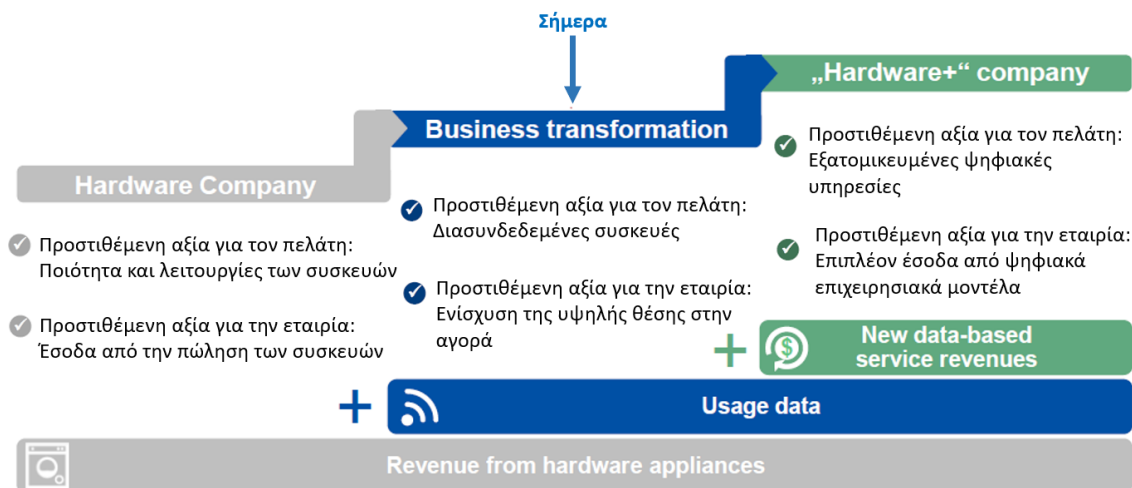 Σήμερα
„Hardware+“ company
Business transformation
Hardware Company
Προστιθέμενη αξία για τον πελάτη:
Ποιότητα και λειτουργίες των συσκευών
Προστιθέμενη αξία για την εταιρία:
Έσοδα από την πώληση των συσκευών
Προστιθέμενη αξία για τον πελάτη:
Διασυνδεδεμένες συσκευές
Προστιθέμενη αξία για την εταιρία:
Ενίσχυση της υψηλής θέσης στην
αγορά
Προστιθέμενη αξία για τον πελάτη:
Εξατομικευμένες ψηφιακές
υπηρεσίες
Προστιθέμενη αξία για την εταιρία:
Επιπλέον έσοδα από ψηφιακά
επιχειρησιακά μοντέλα
+
$
New data-based
service revenues
+
Usage data
Revenue from hardware appliances